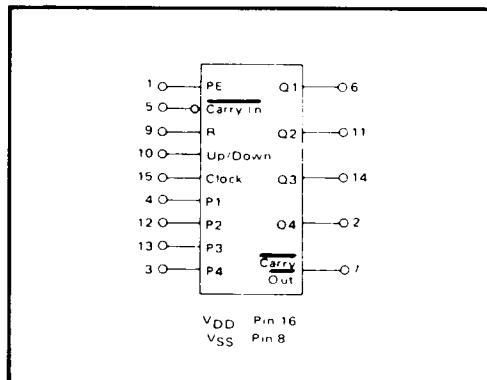 1 PE Q1 6
5 Carry In
9 R Q2 11
10 Up/Down
15 Clock Q3 14
4 P1
12 P2 Q4 2
13 P3 Carry
3 P4 Out 7
VDD Pin 16
VSS Pin 8